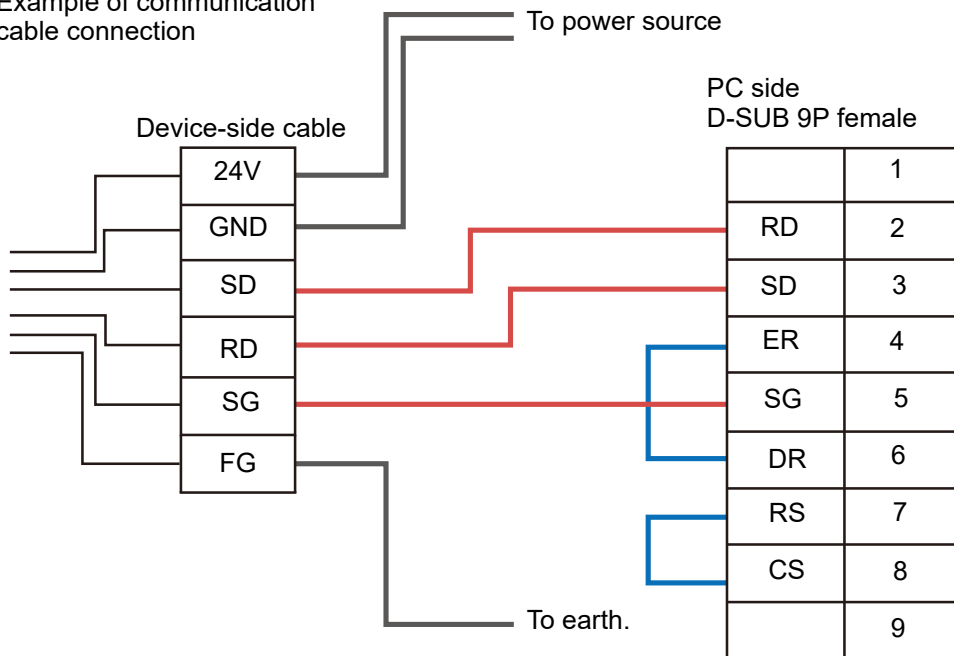 Example of communication
cable connection
To power source
PC side
D-SUB 9P female
Device-side cable
24V
GND
SD
RD
SG
FG
1
RD 2
SD 3
ER 4
SG 5
DR 6
RS 7
CS 8
9
To earth.